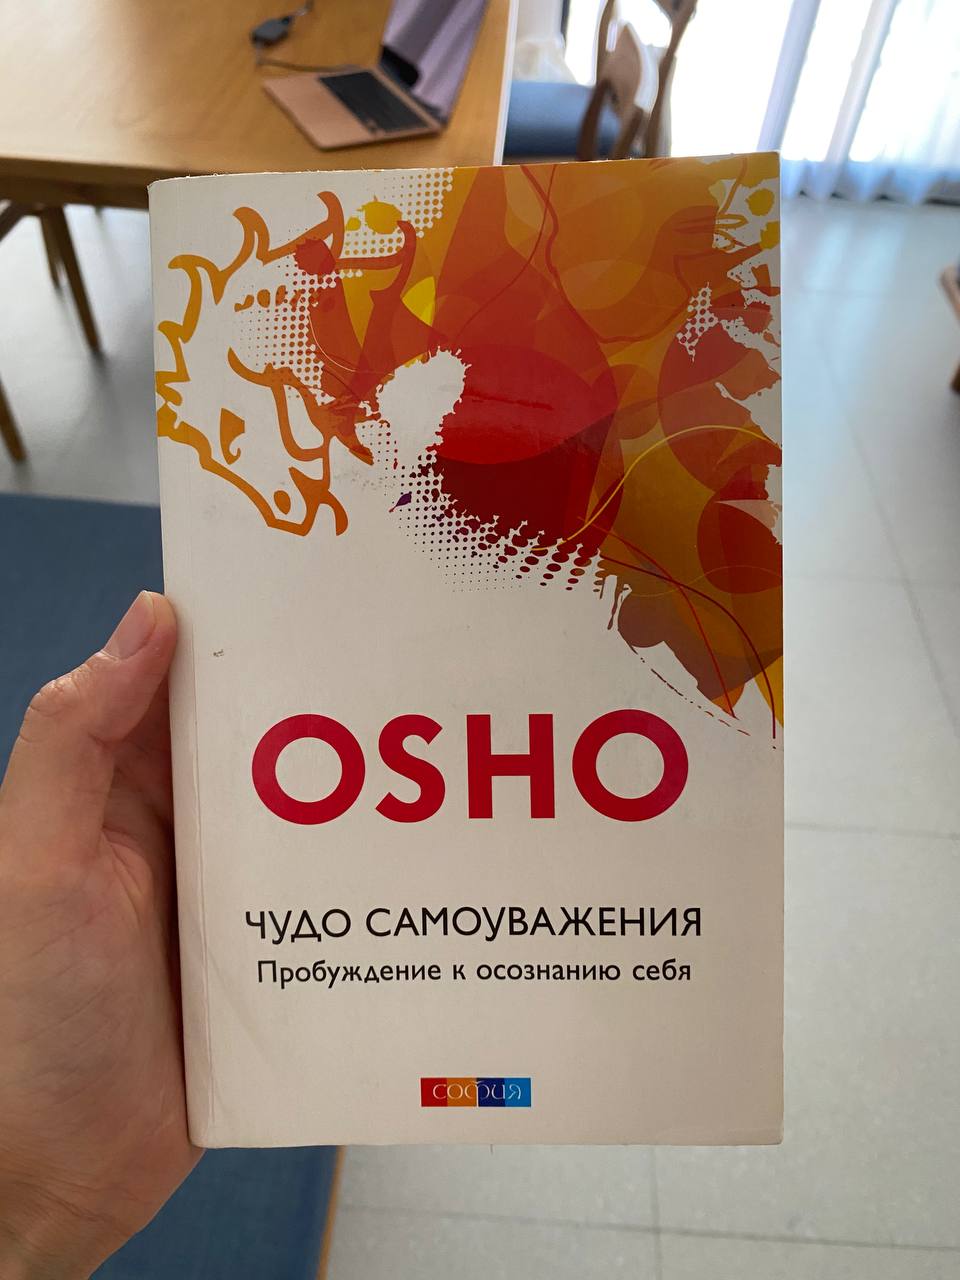 OSHO
ЧУДО САМОУВАЖЕНИЯ
Пробуждение к осознанию себя
СОФИЯ